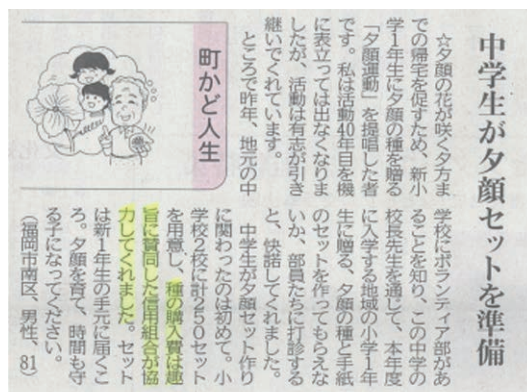 中学生が夕顔セットを準備
☆夕顔の花が咲く夕方ま
での帰宅を促すため、新小
学1年生に夕顔の種を贈る
「夕顔運動」を提唱した者
です。私は活動40年目を機
に表立っては出なくなりま
したが、活動は有志が引き
継いでくれています。
ところで昨年、地元の中
町かど人生
学校にボランティア部があ
ることを知り、この中学の
校長先生を通じて、本年度
に入学する地域の小学1年
生に贈る、夕顔の種と手紙
のセットを作ってもらえな
いか、部員たちに打診する
と、快諾してくれました。
中学生が夕顔セット作り
に関わったのは初めて。小
学校2校に計250セット
を用意し、種の購入費は趣
旨に賛同した信用組合が協
力してくれました。セット
は新1年生の手元に届くこ
ろ。夕顔を育て、時間も守
る子になってください。
(福岡市南区、男性、81)